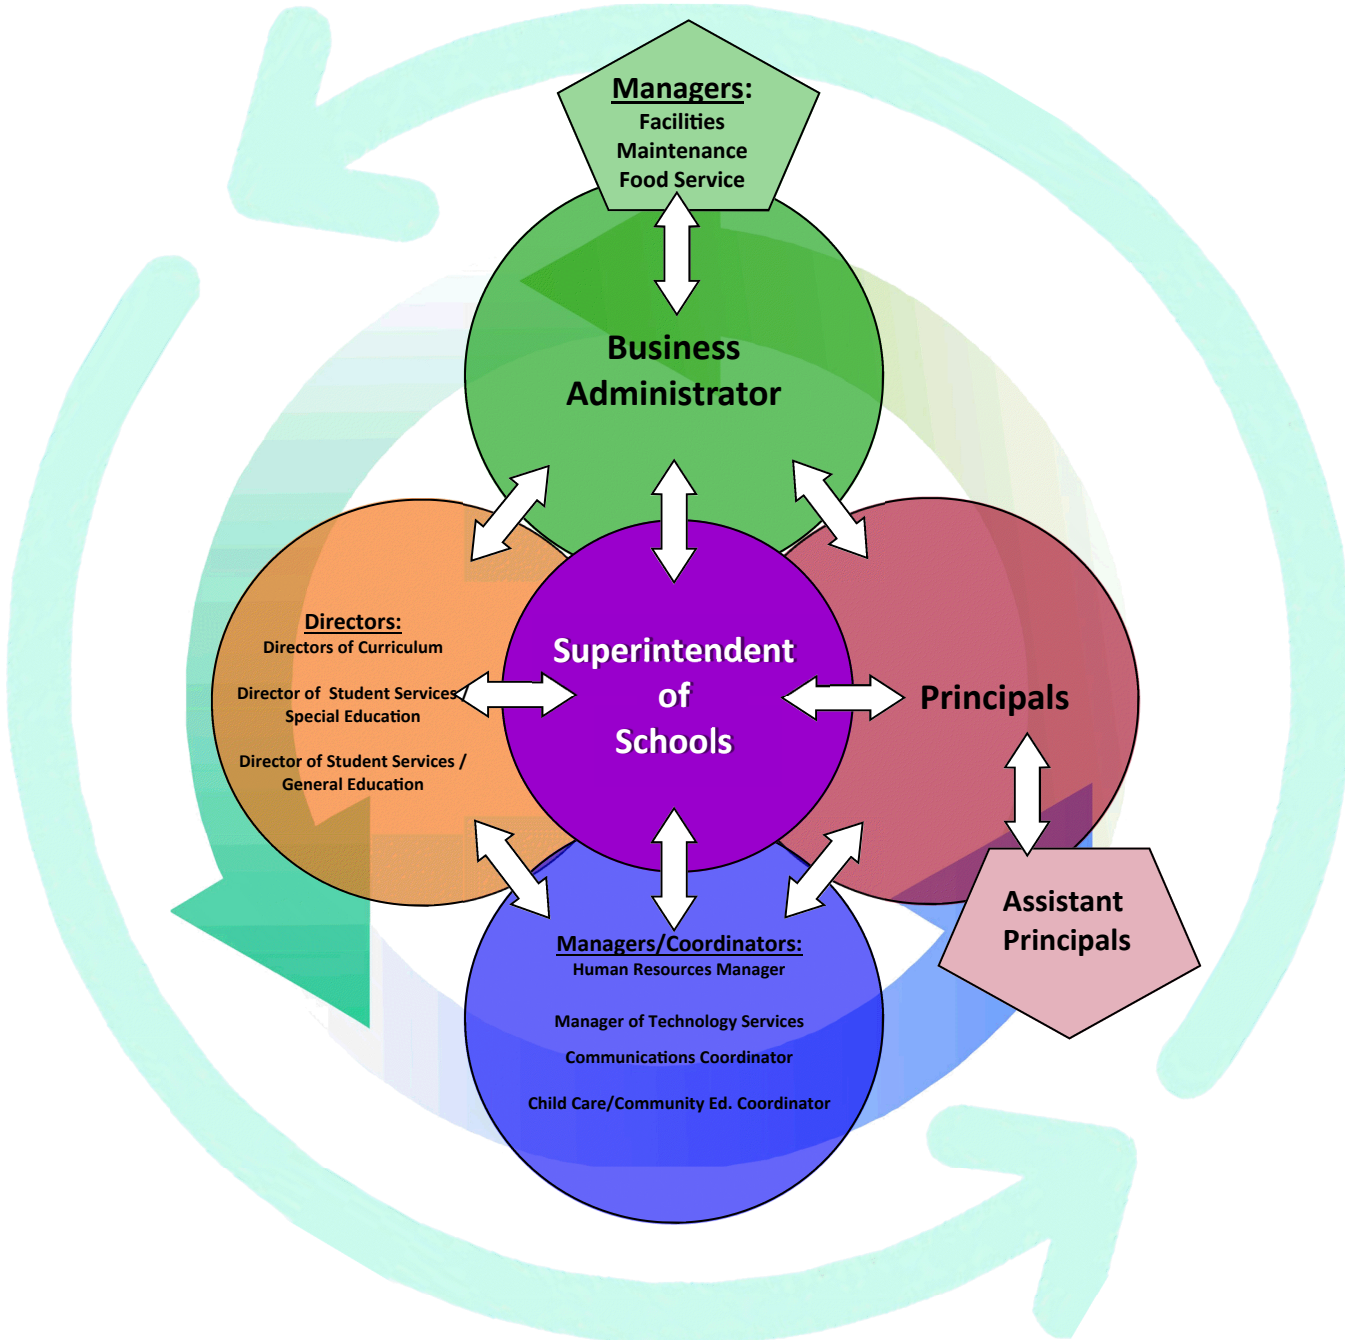 Managers:
Facilities
Maintenance
Food Service
Business
Administrator
Directors:
Directors of Curriculum
Director of  Student Services /
Special Education
Director of Student Services /
General Education
Superintendent
of
Schools
Principals
Assistant
Principals
Managers/Coordinators:
Human Resources Manager
Manager of Technology Services
Communications Coordinator
Child Care/Community Ed. Coordinator